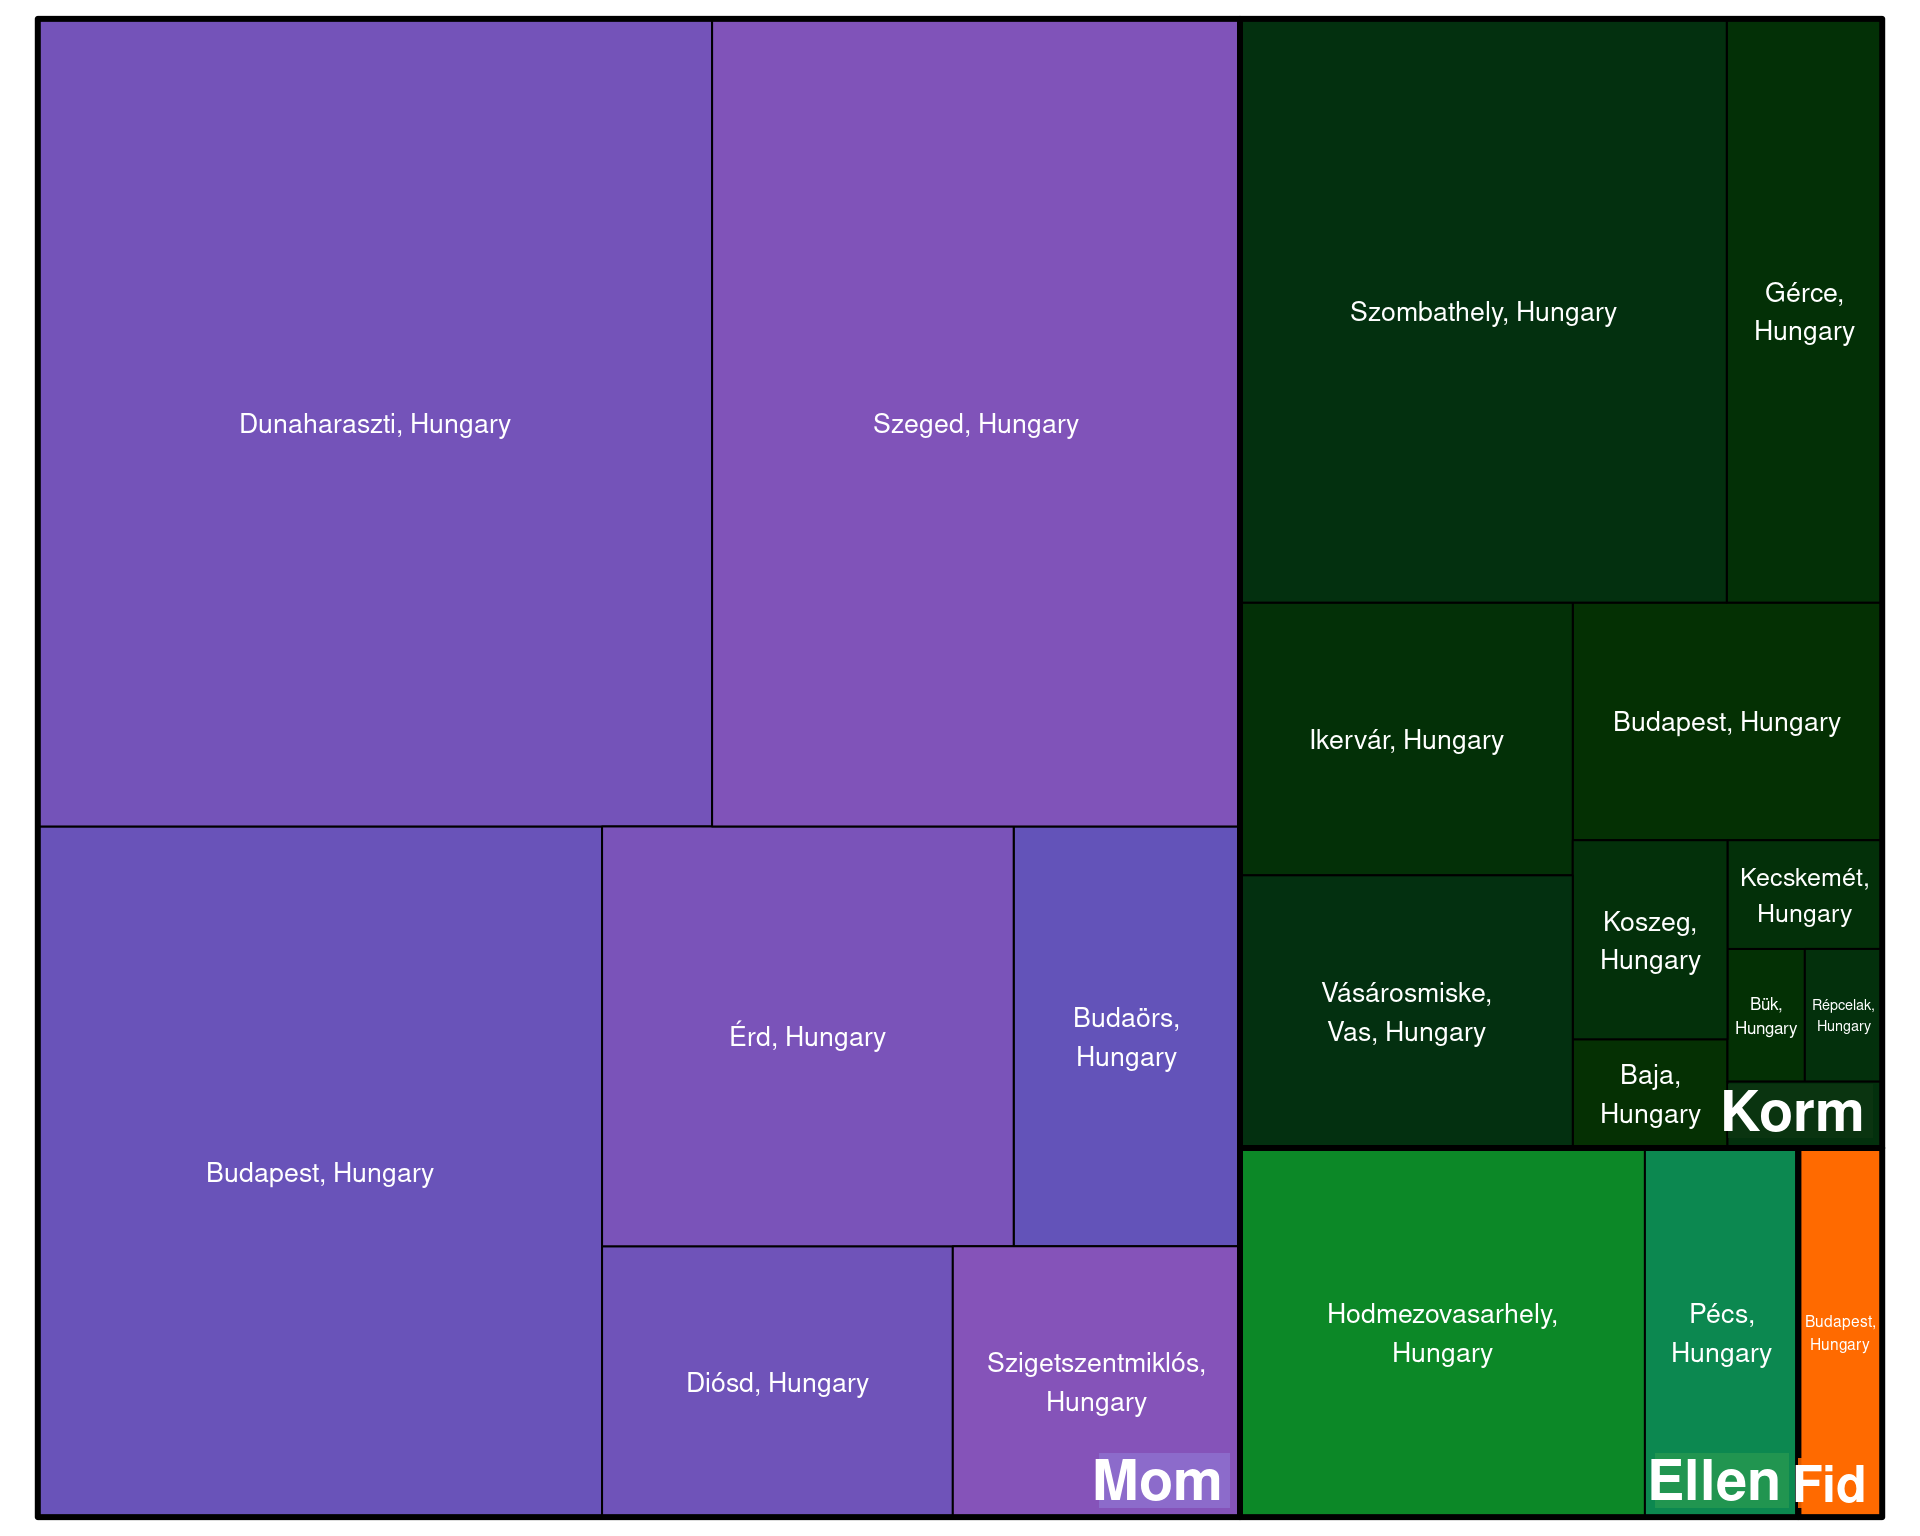 Dunaharaszti, Hungary
Szeged, Hungary
Budapest, Hungary
Érd, Hungary
Budaörs,
Hungary
Diósd, Hungary
Szigetszentmiklós,
Hungary
Mom
Szombathely, Hungary
Gérce,
Hungary
Ikervár, Hungary
Budapest, Hungary
Vásárosmiske,
Vas, Hungary
Koszeg,
Hungary
Kecskemét,
Hungary
Bük,
Hungary
Répcelak,
Hungary
Baja,
Hungary
Korm
Hodmezovasarhely,
Hungary
Pécs,
Hungary
Ellen
Budapest,
Hungary
Fid